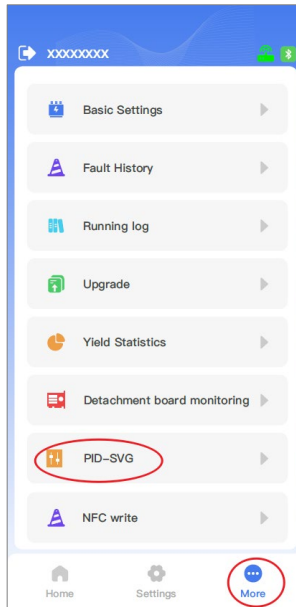 XXXXXXXX
Basic Settings
Fault History
Running log
Upgrade
Yield Statistics
Detachment board monitoring
PID-SVG
NFC write
Home Settings More